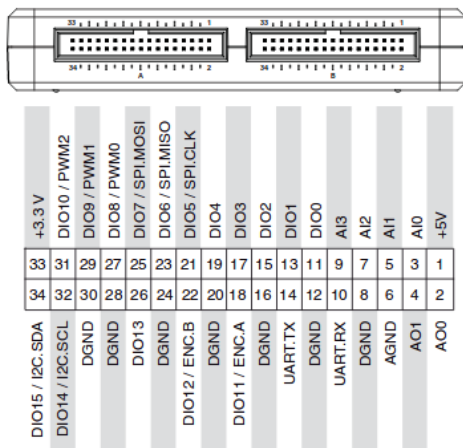 33 1 33 1
34 2 34 2
A B
+3.3 V
DIO10 / PWM2
DIO9 / PWM1
DIO8 / PWM0
DIO7 / SPI.MOSI
DIO6 / SPI.MISO
DIO5 / SPI.CLK
DIO4
DIO3
DIO2
DIO1
DIO0
AI3
AI2
AI1
AI0
+5V
33 31 29 27 25 23 21 19 17 15 13 11 9 7 5 3 1
34 32 30 28 26 24 22 20 18 16 14 12 10 8 6 4 2
DIO15 / I2C.SDA
DIO14 / I2C.SCL
DGND
DGND
DIO13
DGND
DIO12 / ENC.B
DGND
DIO11 / ENC.A
DGND
UART.TX
DGND
UART.RX
DGND
AGND
AO1
AO0